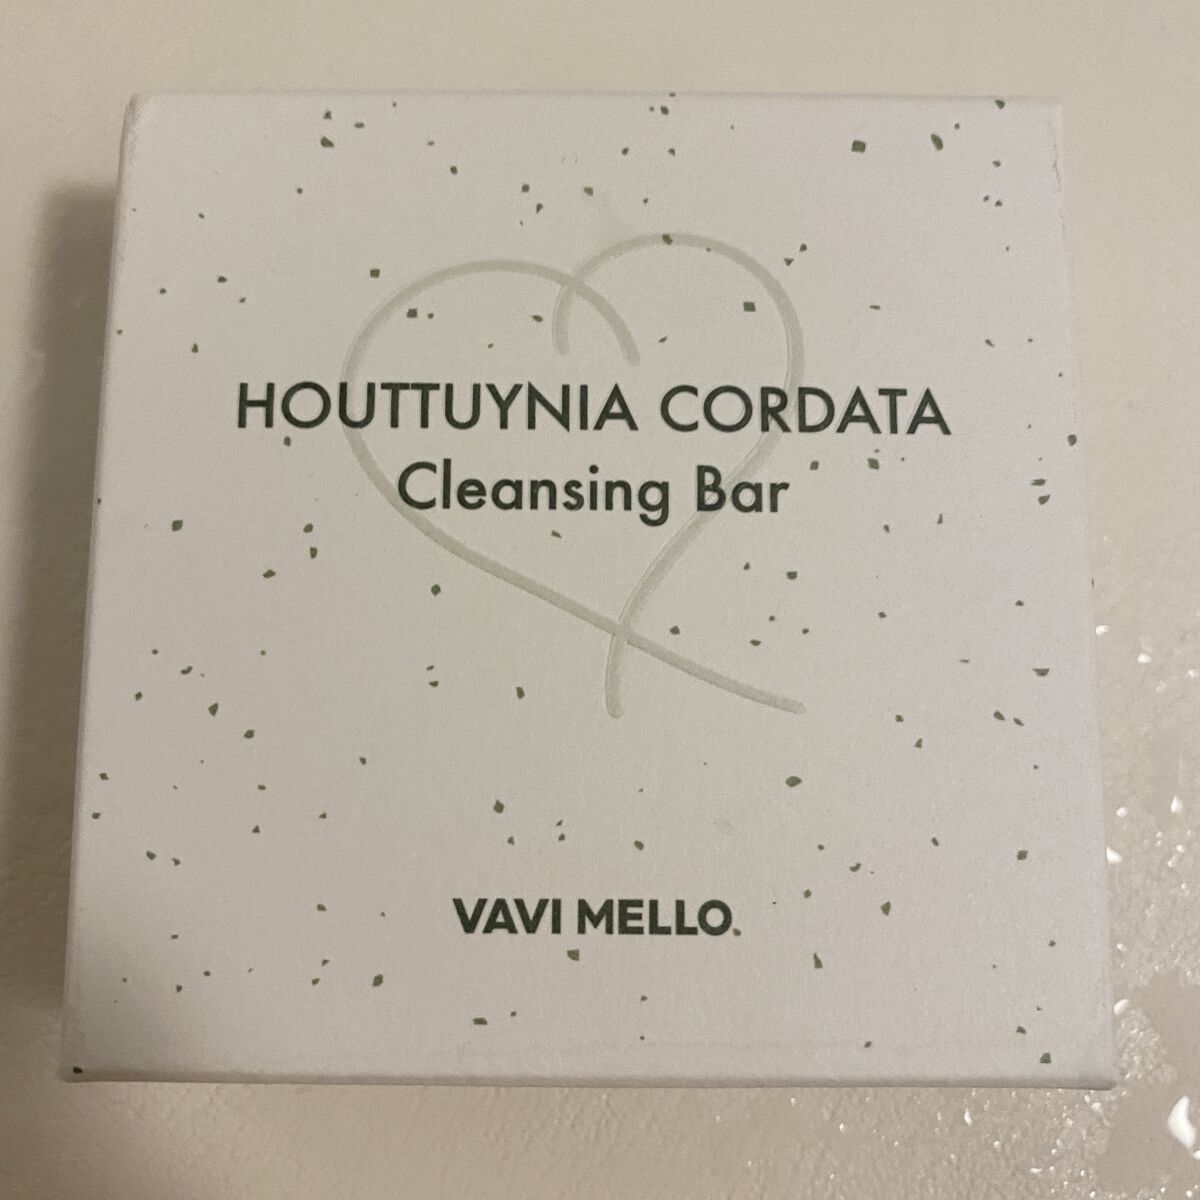 HOUTTUYNIA CORDATA
Cleansing Bar
VAVI MELLO